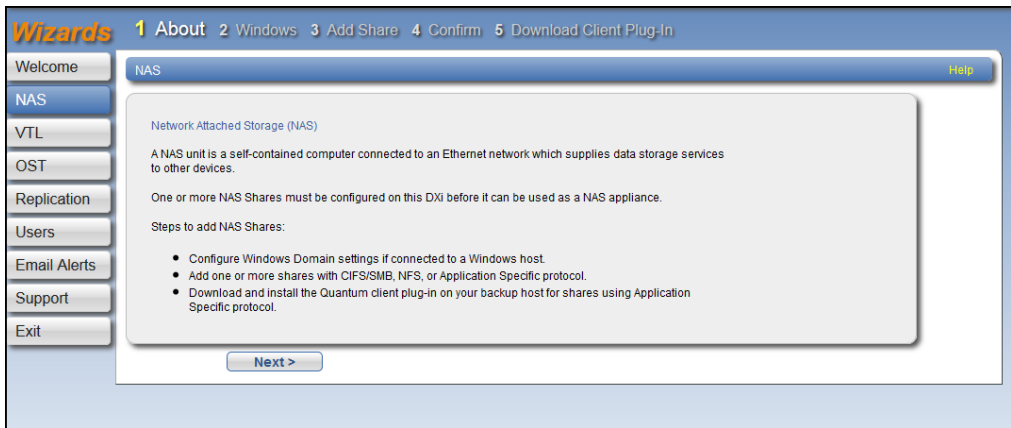 Wizards
1 About 2 Windows 3 Add Share 4 Confirm 5 Download Client Plug-In
Welcome
NAS
VTL
OST
Replication
Users
Email Alerts
Support
Exit
NAS
Help
Network Attached Storage (NAS)
A NAS unit is a self-contained computer connected to an Ethernet network which supplies data storage services
to other devices.
One or more NAS Shares must be configured on this DXi before it can be used as a NAS appliance.
Steps to add NAS Shares:
• Configure Windows Domain settings if connected to a Windows host.
• Add one or more shares with CIFS/SMB, NFS, or Application Specific protocol.
• Download and install the Quantum client plug-in on your backup host for shares using Application
Specific protocol.
Next >